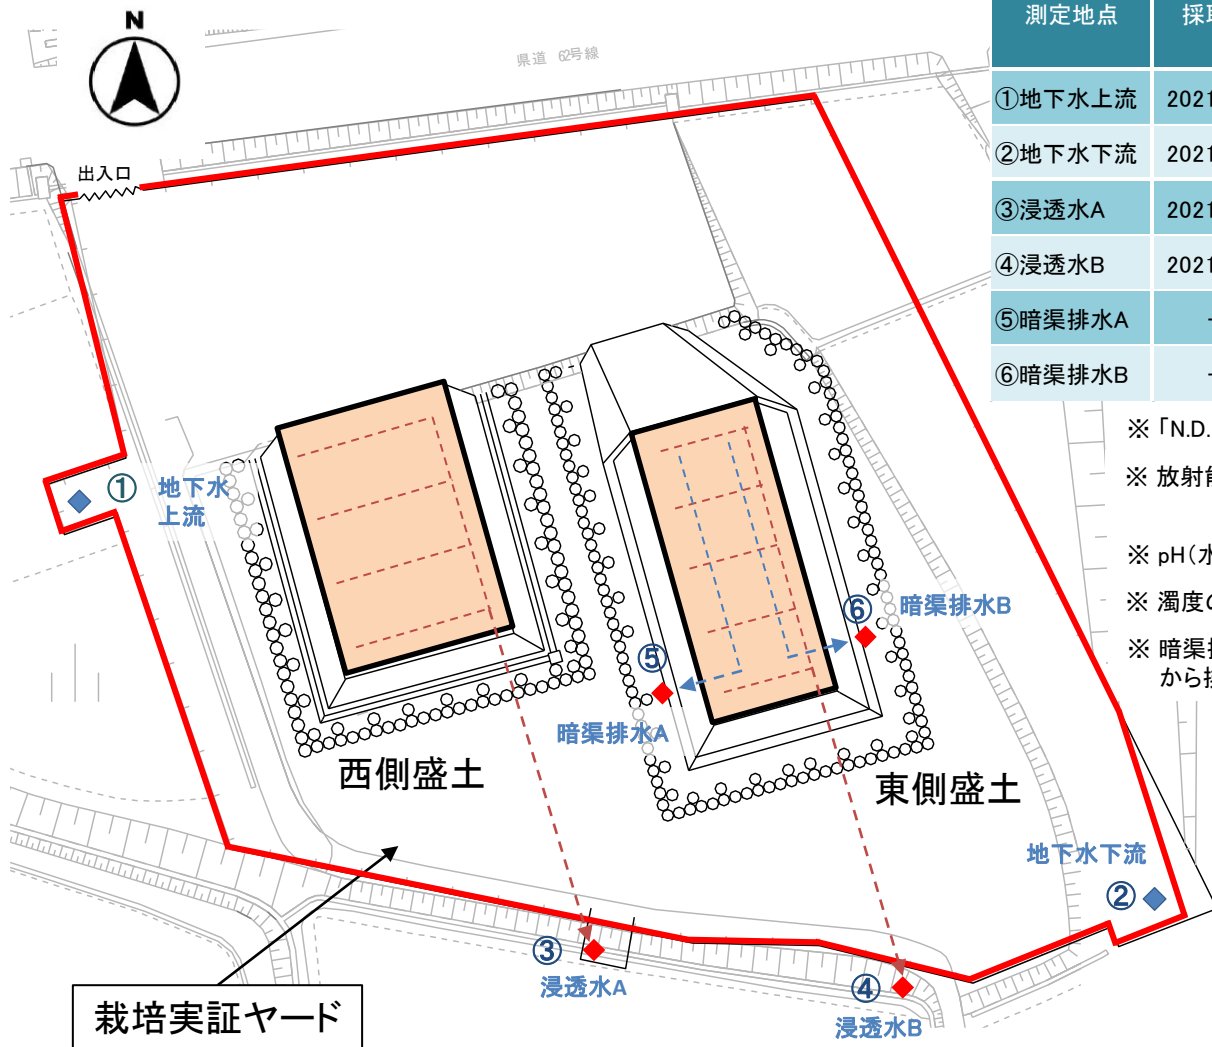 N
県道 62号線
出入口
測定地点
採取
①地下水上流
2021
②地下水下流
2021
③浸透水A
2021
④浸透水B
2021
⑤暗渠排水A
-
⑥暗渠排水B
-
※「N.D.
※ 放射能
※ pH(水
※ 濁度の
※ 暗渠排
から排
① 地下水
上流
⑥ 暗渠排水B
⑤
暗渠排水A
西側盛土
東側盛土
地下水下流
②
③
浸透水A
④
浸透水B
栽培実証ヤード